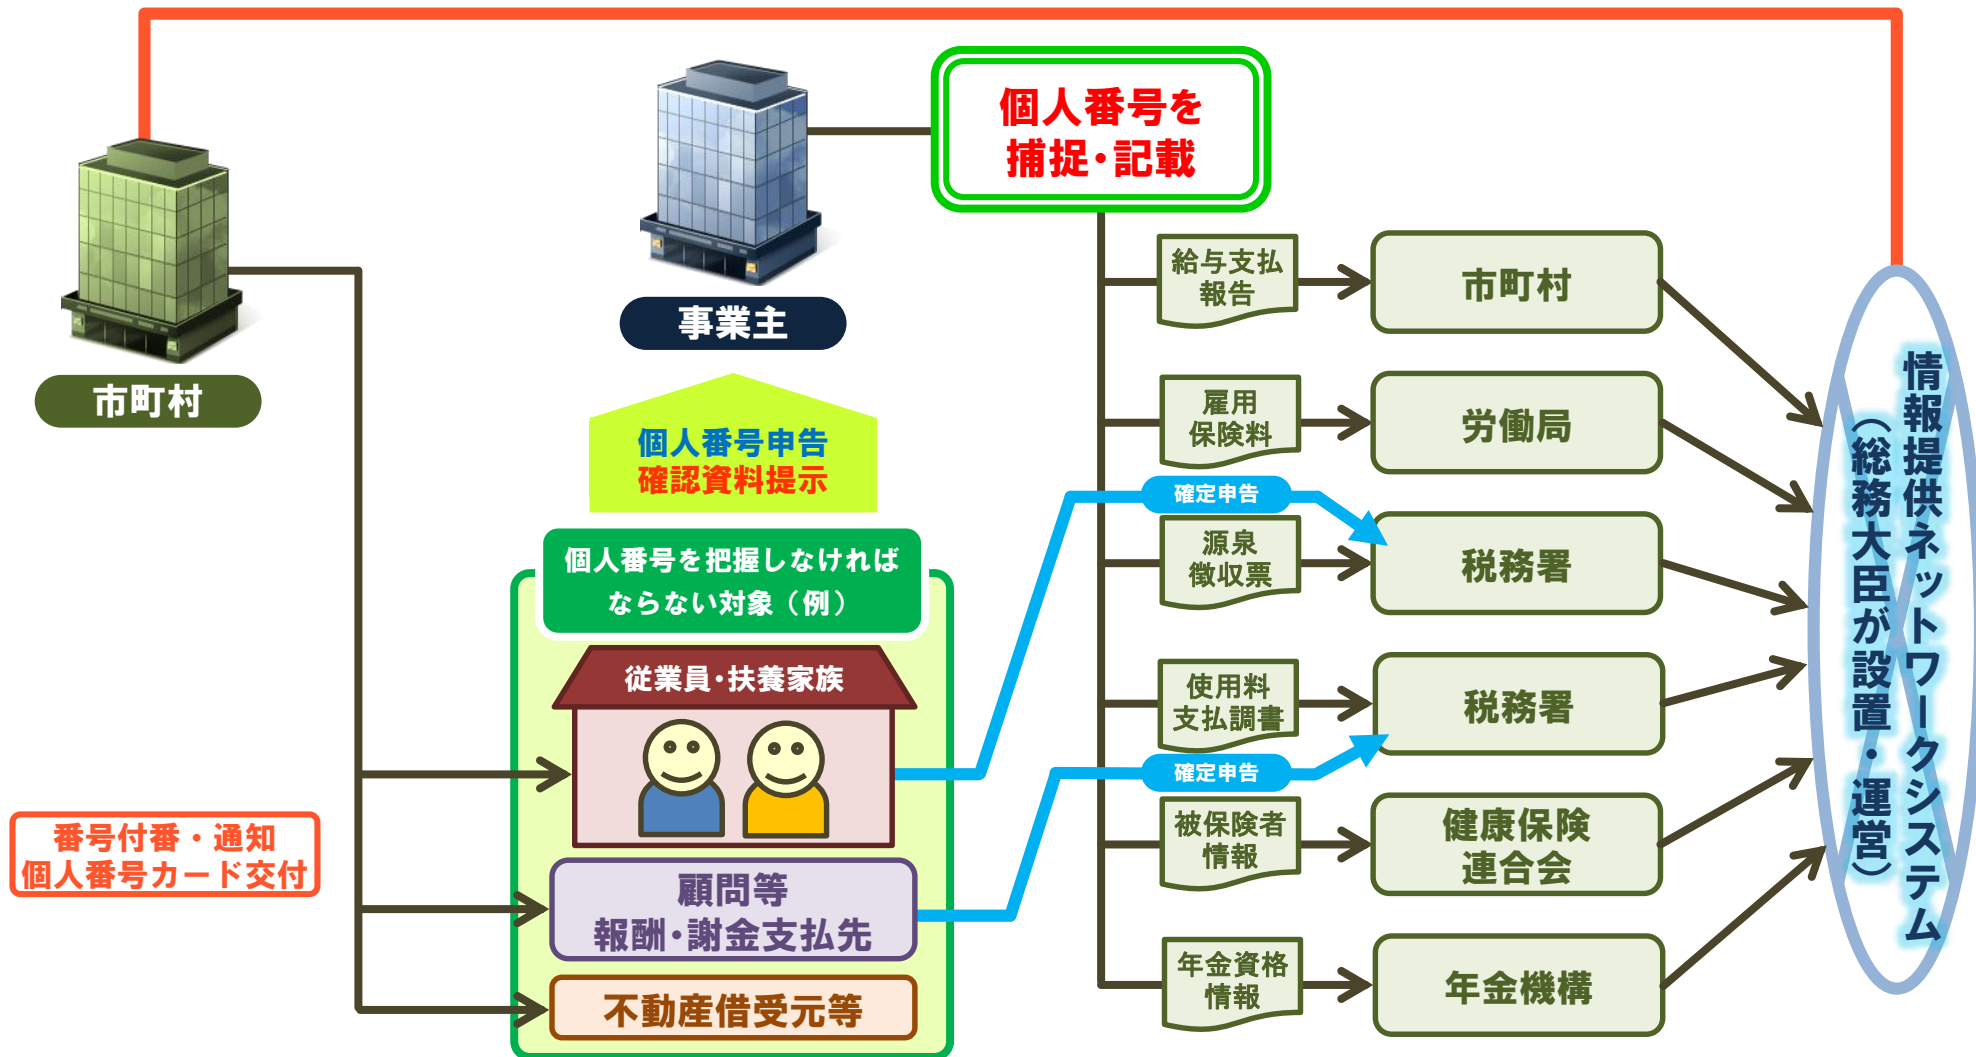 個人番号を
捕捉・記載
事業主
市町村
個人番号申告
確認資料提示
個人番号を把握しなければ
ならない対象（例）
従業員・扶養家族
顧問等
報酬・謝金支払先
不動産借受元等
番号付番・通知
個人番号カード交付
給与支払
報告
市町村
雇用
保険料
労働局
確定申告
源泉
徴収票
税務署
使用料
支払調書
税務署
確定申告
被保険者
情報
健康保険
連合会
年金資格
情報
年金機構
情報提供ネットワークシステム
（総務大臣が設置・運営）